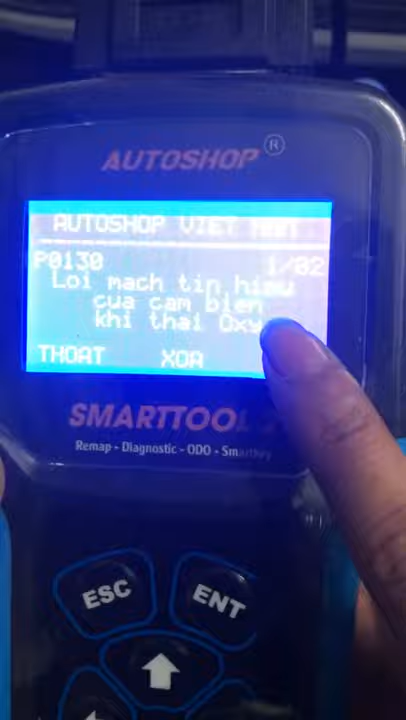 AUTOSHOP ®
AUTOSHOP VIET NAM
P0130 1/02
Loi mach tin hieu
cua cam bien
khi thai Oxy
THOAT XOA
SMARTTOOL
Remap - Diagnostic - ODO - Smartkey
ESC
ENT